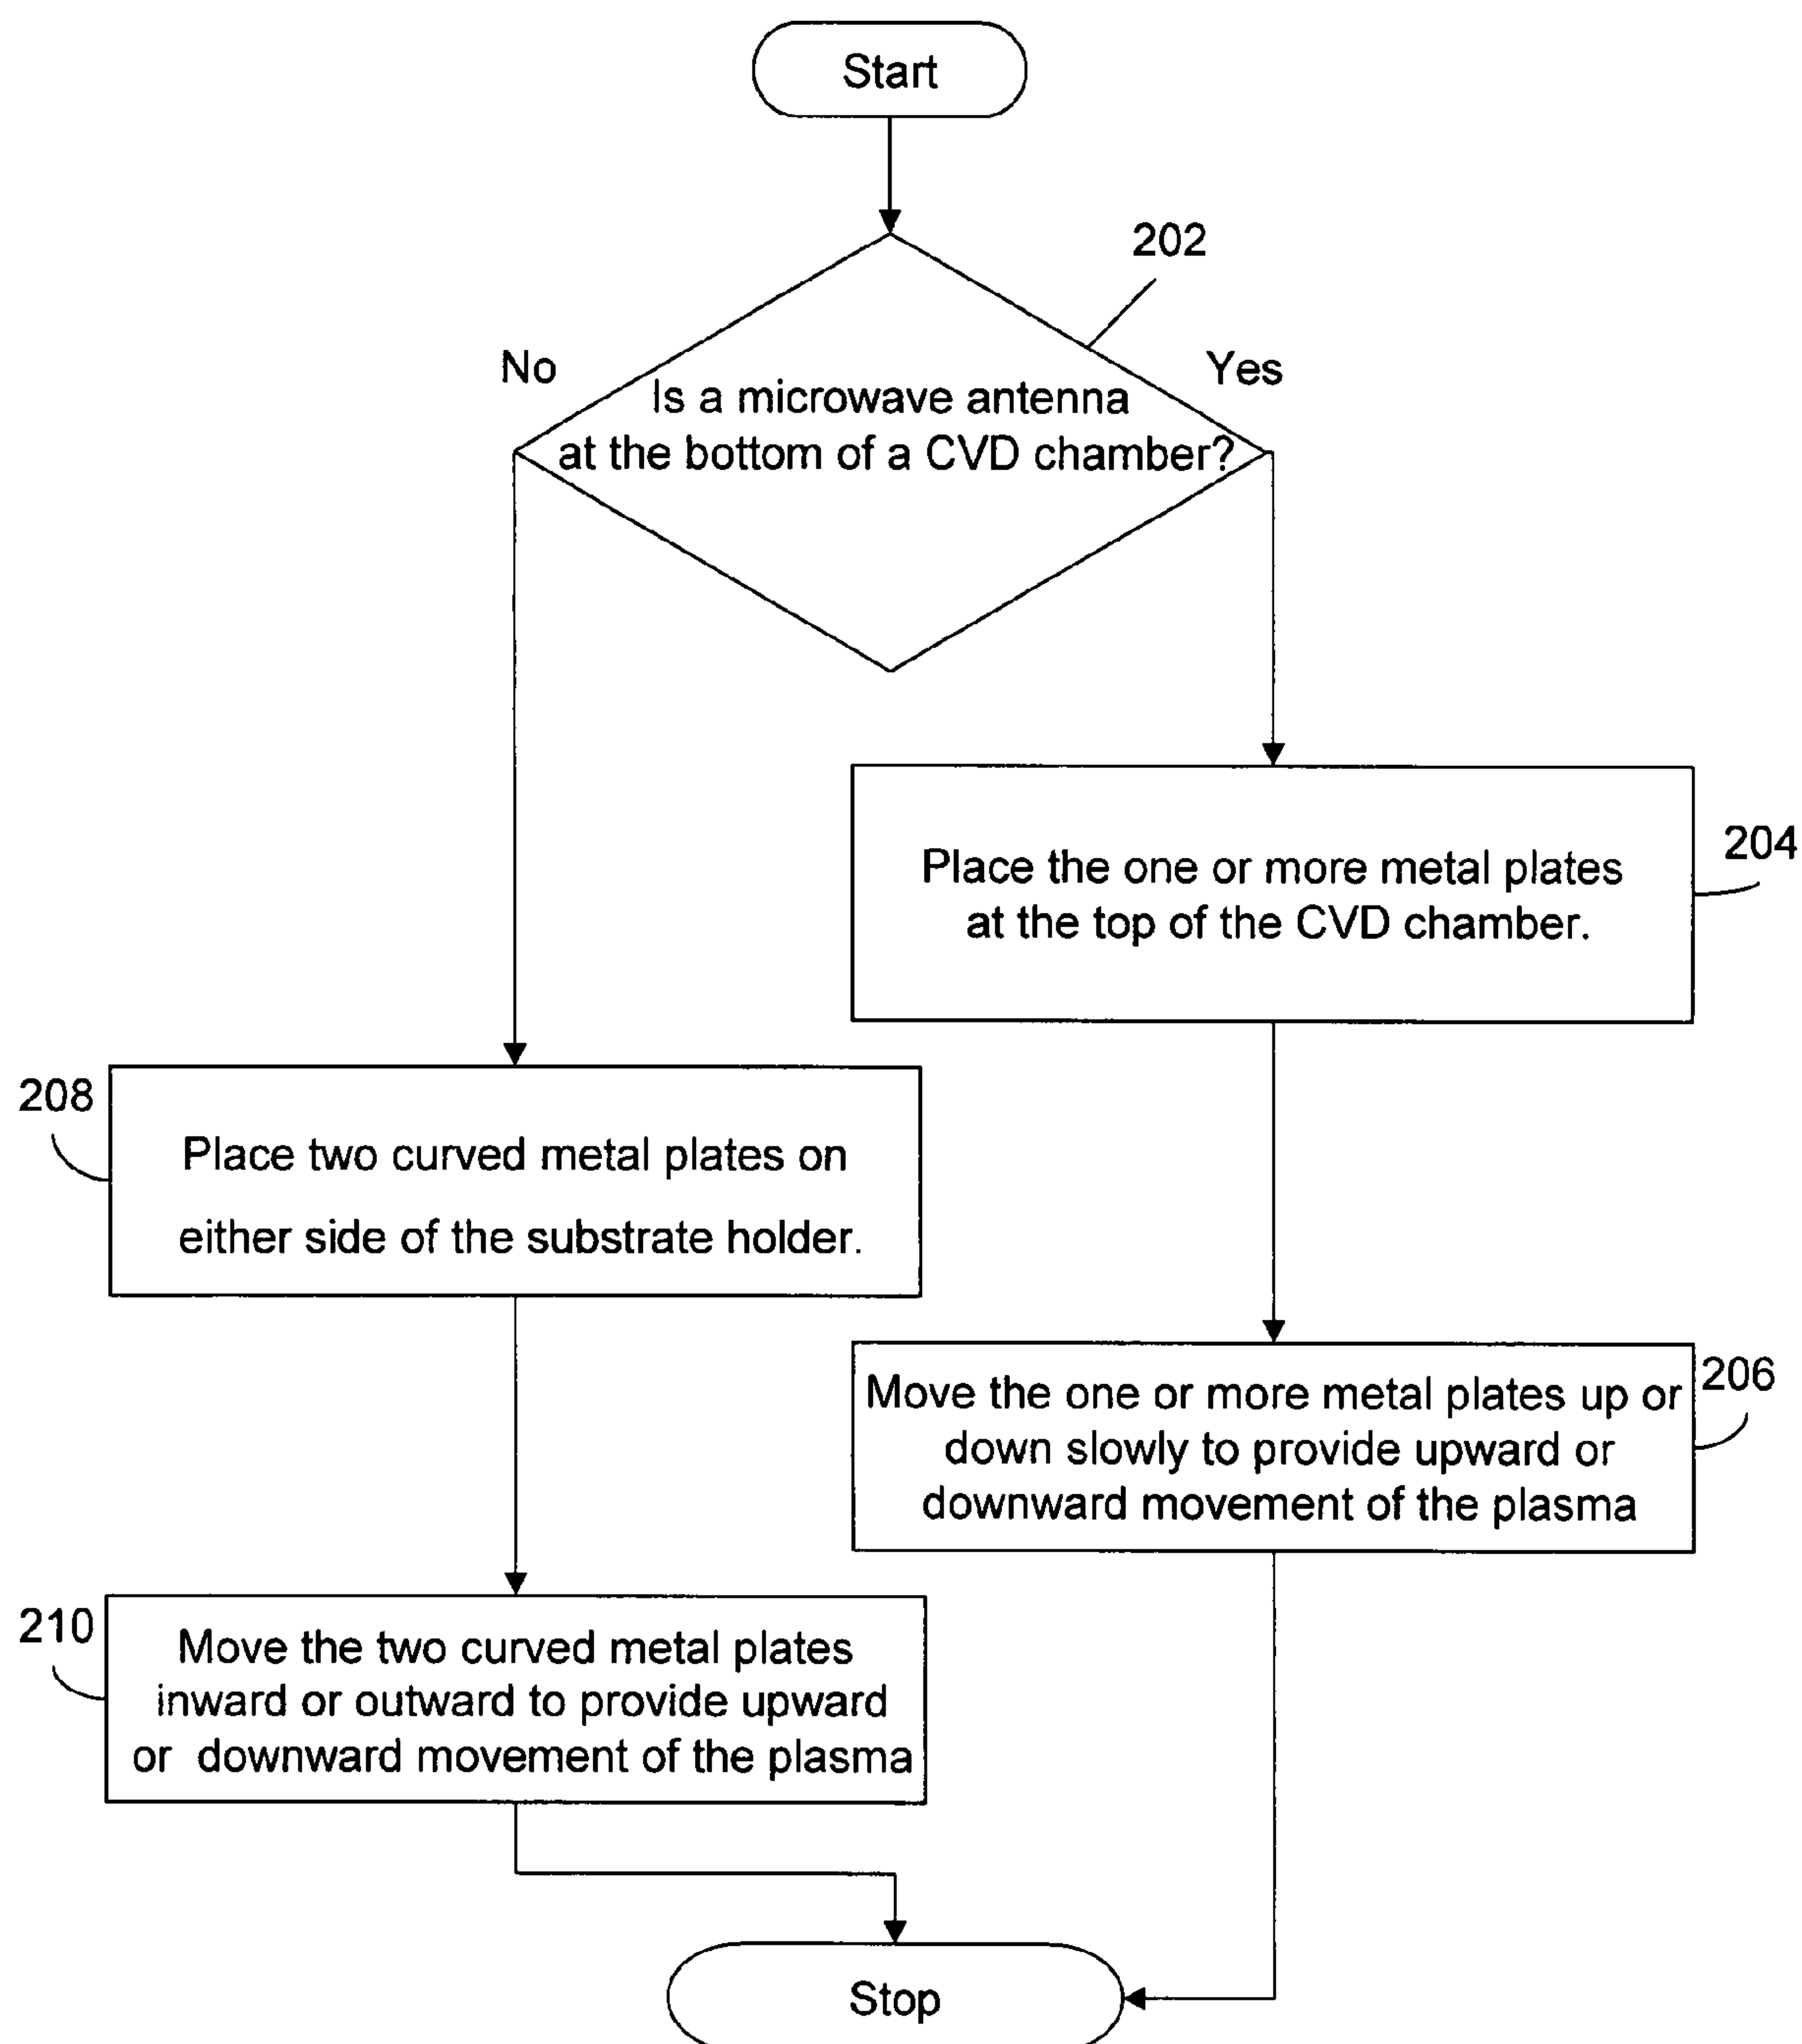 Start
202
No
Yes
Is a microwave antenna
at the bottom of a CVD chamber?
204
Place the one or more metal plates
at the top of the CVD chamber.
208
Place two curved metal plates on
either side of the substrate holder.
206
Move the one or more metal plates up or
down slowly to provide upward or
downward movement of the plasma
210
Move the two curved metal plates
inward or outward to provide upward
or downward movement of the plasma
Stop